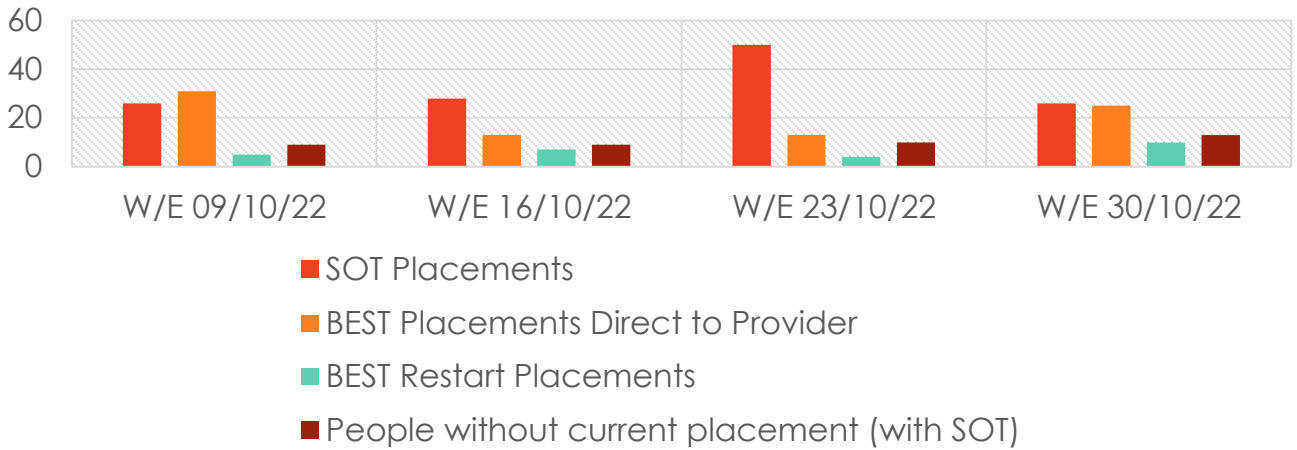 60
40
20
0
W/E 09/10/22 W/E 16/10/22 W/E 23/10/22 W/E 30/10/22
SOT Placements
BEST Placements Direct to Provider
BEST Restart Placements
People without current placement (with SOT)